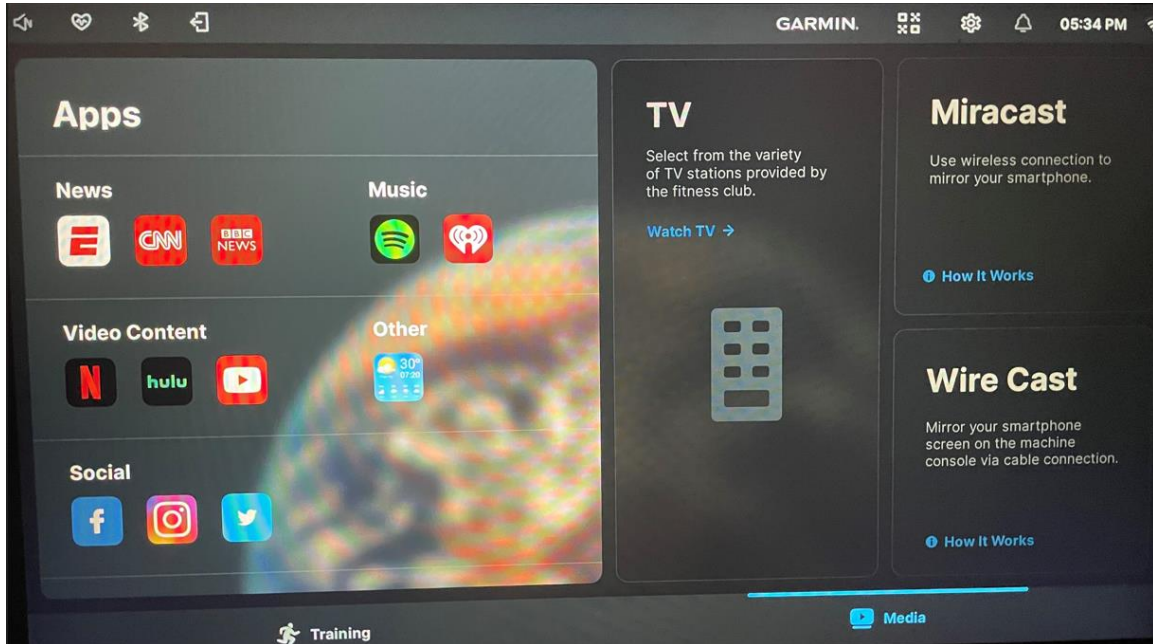 GARMIN.
05:34 PM
Apps
News
Music
E
CNN
BBC
NEWS
Video Content
Other
N
hulu
30°
07:20
Social
f
TV
Select from the variety
of TV stations provided by
the fitness club.
Watch TV →
Miracast
Use wireless connection to
mirror your smartphone.
How It Works
Wire Cast
Mirror your smartphone
screen on the machine
console via cable connection.
How It Works
Training
Media